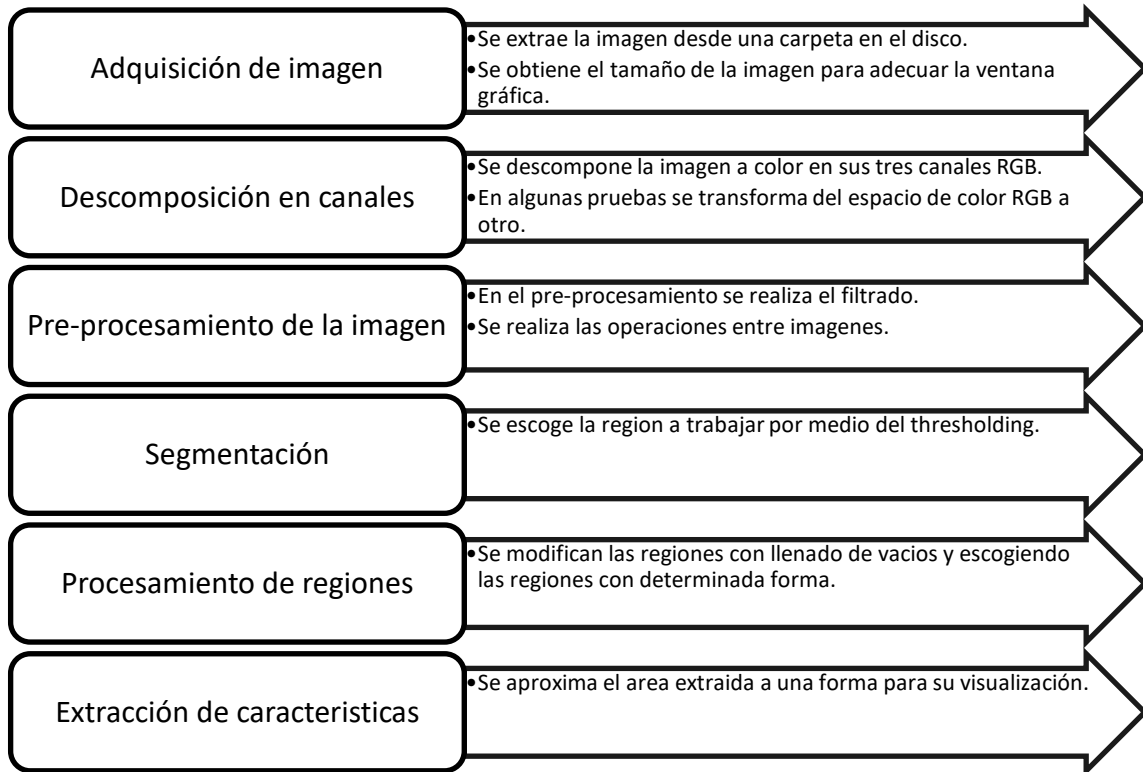 Adquisición de imagen
•Se extrae la imagen desde una carpeta en el disco.
•Se obtiene el tamaño de la imagen para adecuar la ventana
gráfica.
Descomposición en canales
•Se descompone la imagen a color en sus tres canales RGB.
•En algunas pruebas se transforma del espacio de color RGB a
otro.
Pre-procesamiento de la imagen
•En el pre-procesamiento se realiza el filtrado.
•Se realiza las operaciones entre imagenes.
Segmentación
•Se escoge la region a trabajar por medio del thresholding.
Procesamiento de regiones
•Se modifican las regiones con llenado de vacios y escogiendo
las regiones con determinada forma.
Extracción de caracteristicas
•Se aproxima el area extraida a una forma para su visualización.